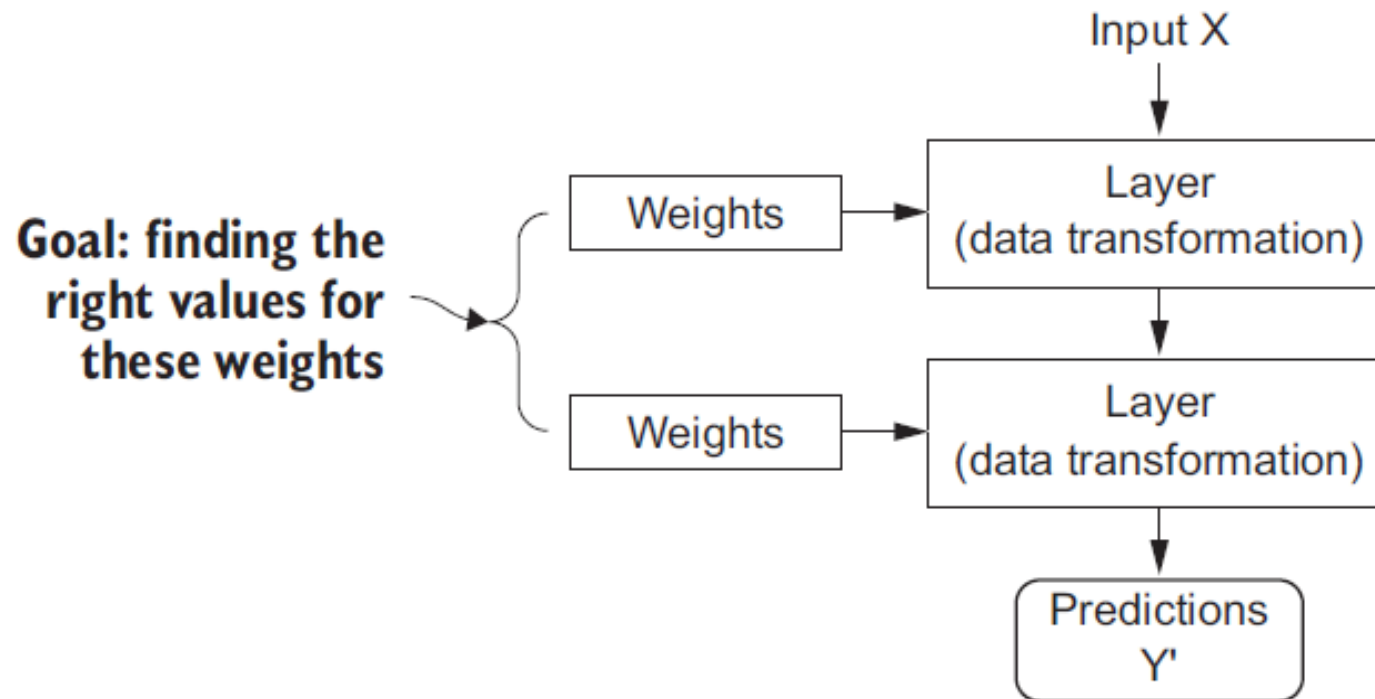 Input X
Layer
(data transformation)
Weights
Goal: finding the
right values for
these weights
Layer
(data transformation)
Weights
Predictions
Y'